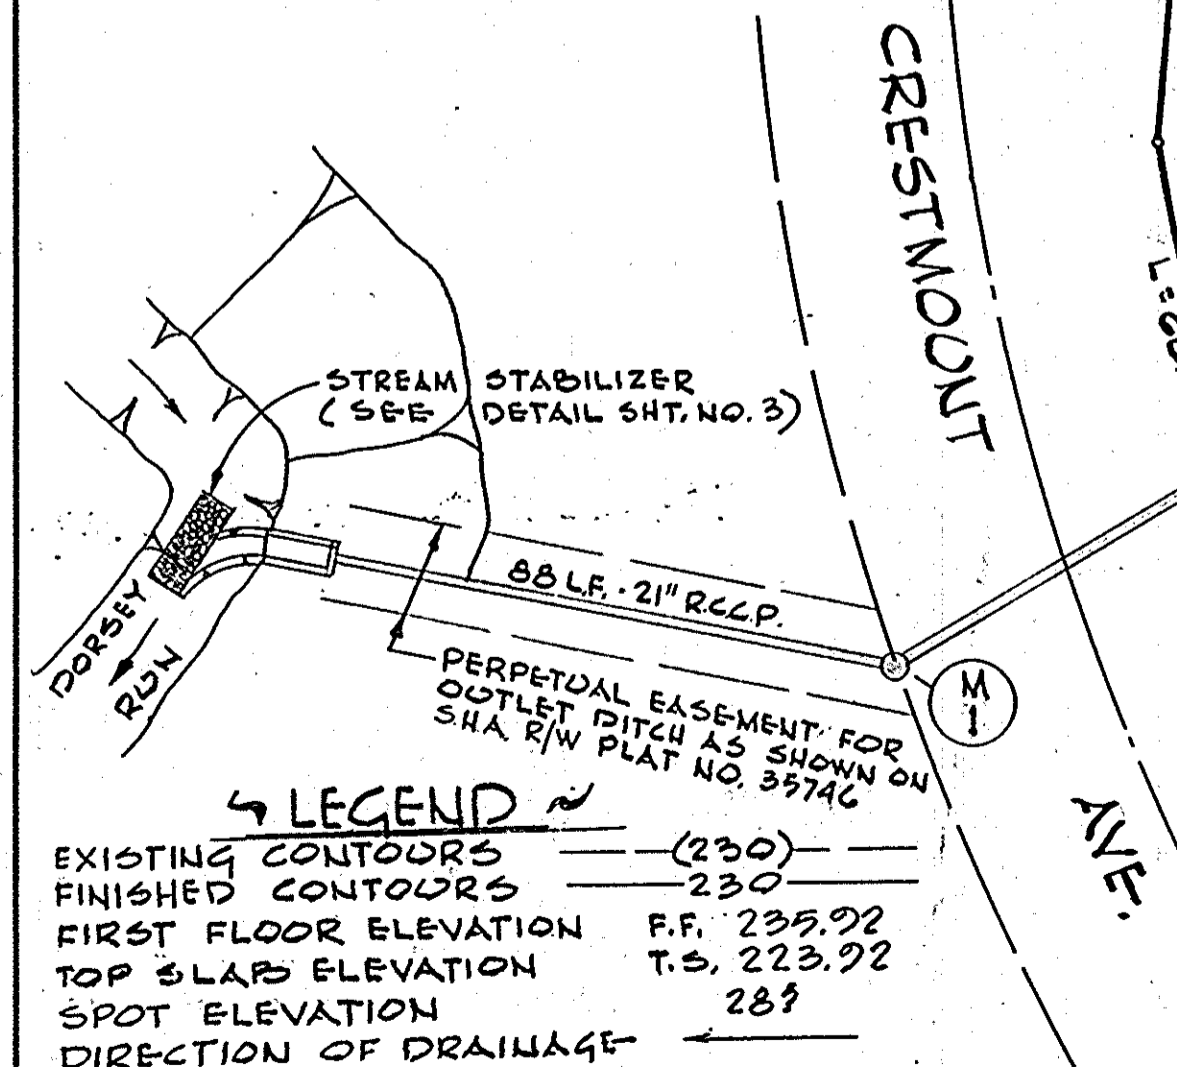 CRESTMOUNT
STREAM STABILIZER
(SEE DETAIL SHT. NO. 3)
88 L.F. - 21" R.C.C.P.
DORSEY
RUN
M
1
PERPETUAL EASEMENT FOR
OUTLET DITCH AS SHOWN ON
S.H.A. R/W PLAT NO. 35746
AVE.
LEGEND
EXISTING CONTOURS (230)
FINISHED CONTOURS 230
FIRST FLOOR ELEVATION F.F. 235.92
TOP SLAB ELEVATION T.S. 223.92
SPOT ELEVATION
DIRECTION OF DRAINAGE